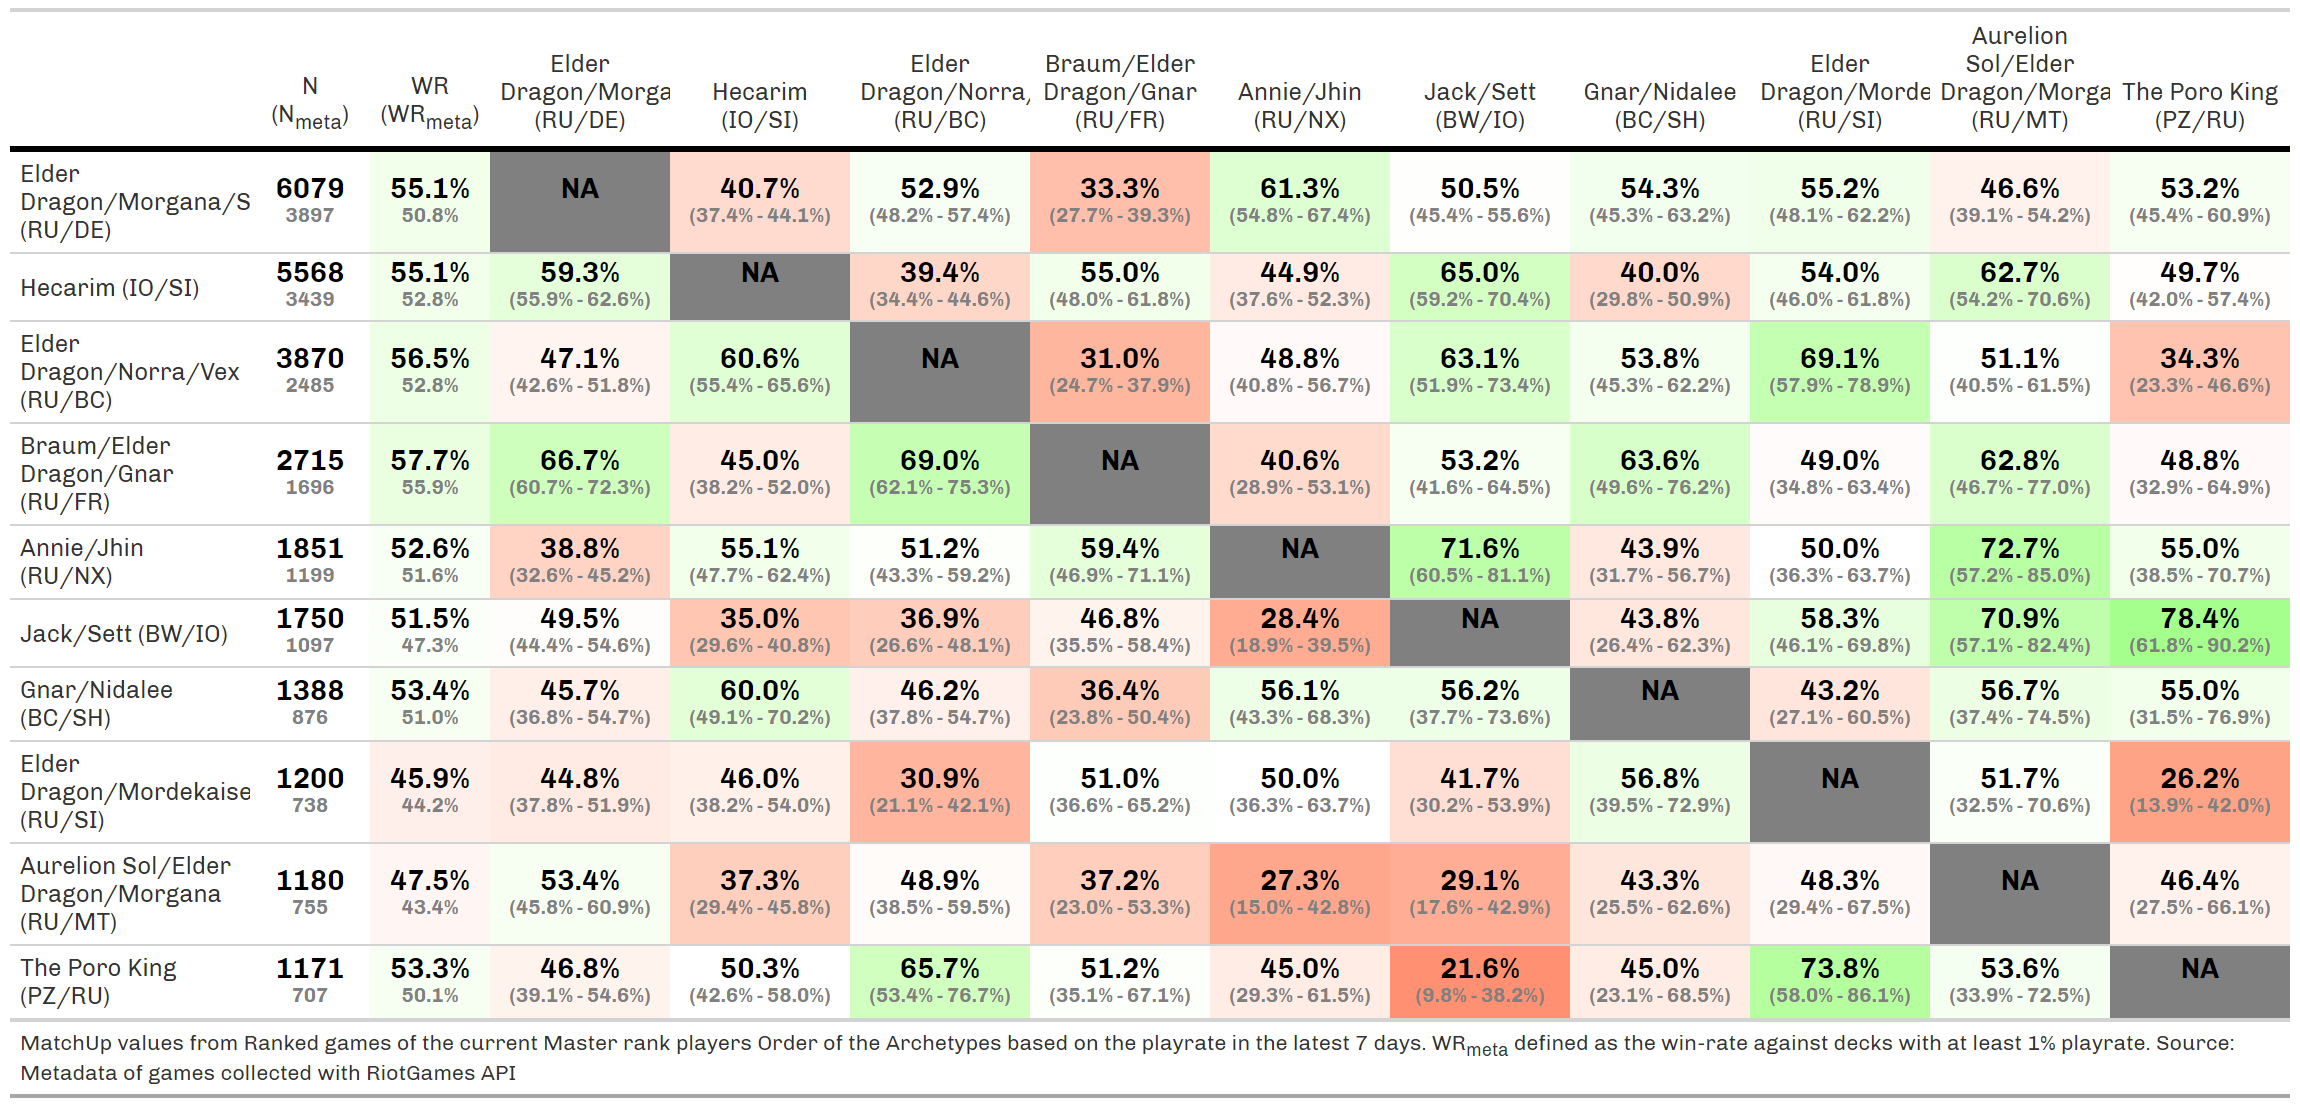 N (Nmeta) WR (WRmeta) Elder Dragon/Morga (RU/DE) Hecarim (IO/SI) Elder Dragon/Norra, (RU/BC) Braum/Elder Dragon/Gnar (RU/FR) Annie/Jhin (RU/NX) Jack/Sett (BW/IO) Gnar/Nidalee (BC/SH) Elder Dragon/Morde (RU/SI) Aurelion Sol/Elder Dragon/Morga (RU/MT) The Poro King (PZ/RU)
Elder Dragon/Morgana/S (RU/DE) 6079 55.1% NA 40.7% 52.9% 33.3% 61.3% 50.5% 54.3% 55.2% 46.6% 53.2%
3897 50.8% (37.4% - 44.1%) (48.2% - 57.4%) (27.7% - 39.3%) (54.8% - 67.4%) (45.4% - 55.6%) (45.3% - 63.2%) (48.1% - 62.2%) (39.1% - 54.2%) (45.4% - 60.9%)
Hecarim (IO/SI) 5568 55.1% 59.3% NA 39.4% 55.0% 44.9% 65.0% 40.0% 54.0% 62.7% 49.7%
3439 52.8% (55.9% - 62.6%) (34.4% - 44.6%) (48.0% - 61.8%) (37.6% - 52.3%) (59.2% - 70.4%) (29.8% - 50.9%) (46.0% - 61.8%) (54.2% - 70.6%) (42.0% - 57.4%)
Elder Dragon/Norra/Vex (RU/BC) 3870 56.5% 47.1% 60.6% NA 31.0% 48.8% 63.1% 53.8% 69.1% 51.1% 34.3%
2485 52.8% (42.6% - 51.8%) (55.4% - 65.6%) (24.7% - 37.9%) (40.8% - 56.7%) (51.9% - 73.4%) (45.3% - 62.2%) (57.9% - 78.9%) (40.5% - 61.5%) (23.3% - 46.6%)
Braum/Elder Dragon/Gnar (RU/FR) 2715 57.7% 66.7% 45.0% 69.0% NA 40.6% 53.2% 63.6% 49.0% 62.8% 48.8%
1696 55.9% (60.7% - 72.3%) (38.2% - 52.0%) (62.1% - 75.3%) (28.9% - 53.1%) (41.6% - 64.5%) (49.6% - 76.2%) (34.8% - 63.4%) (46.7% - 77.0%) (32.9% - 64.9%)
Annie/Jhin (RU/NX) 1851 52.6% 38.8% 55.1% 51.2% 59.4% NA 71.6% 43.9% 50.0% 72.7% 55.0%
1199 51.6% (32.6% - 45.2%) (47.7% - 62.4%) (43.3% - 59.2%) (46.9% - 71.1%) (60.5% - 81.1%) (31.7% - 56.7%) (36.3% - 63.7%) (57.2% - 85.0%) (38.5% - 70.7%)
Jack/Sett (BW/IO) 1750 51.5% 49.5% 35.0% 36.9% 46.8% 28.4% NA 43.8% 58.3% 70.9% 78.4%
1097 47.3% (44.4% - 54.6%) (29.6% - 40.8%) (26.6% - 48.1%) (35.5% - 58.4%) (18.9% - 39.5%) (26.4% - 62.3%) (46.1% - 69.8%) (57.1% - 82.4%) (61.8% - 90.2%)
Gnar/Nidalee (BC/SH) 1388 53.4% 45.7% 60.0% 46.2% 36.4% 56.1% 56.2% NA 43.2% 56.7% 55.0%
876 51.0% (36.8% - 54.7%) (49.1% - 70.2%) (37.8% - 54.7%) (23.8% - 50.4%) (43.3% - 68.3%) (37.7% - 73.6%) (27.1% - 60.5%) (37.4% - 74.5%) (31.5% - 76.9%)
Elder Dragon/Mordekaise (RU/SI) 1200 45.9% 44.8% 46.0% 30.9% 51.0% 50.0% 41.7% 56.8% NA 51.7% 26.2%
738 44.2% (37.8% - 51.9%) (38.2% - 54.0%) (21.1% - 42.1%) (36.6% - 65.2%) (36.3% - 63.7%) (30.2% - 53.9%) (39.5% - 72.9%) (32.5% - 70.6%) (13.9% - 42.0%)
Aurelion Sol/Elder Dragon/Morgana (RU/MT) 1180 47.5% 53.4% 37.3% 48.9% 37.2% 27.3% 29.1% 43.3% 48.3% NA 46.4%
755 43.4% (45.8% - 60.9%) (29.4% - 45.8%) (38.5% - 59.5%) (23.0% - 53.3%) (15.0% - 42.8%) (17.6% - 42.9%) (25.5% - 62.6%) (29.4% - 67.5%) (27.5% - 66.1%)
The Poro King (PZ/RU) 1171 53.3% 46.8% 50.3% 65.7% 51.2% 45.0% 21.6% 45.0% 73.8% 53.6% NA
707 50.1% (39.1% - 54.6%) (42.6% - 58.0%) (53.4% - 76.7%) (35.1% - 67.1%) (29.3% - 61.5%) (9.8% - 38.2%) (23.1% - 68.5%) (58.0% - 86.1%) (33.9% - 72.5%)
MatchUp values from Ranked games of the current Master rank players Order of the Archetypes based on the playrate in the latest 7 days. WRmeta defined as the win-rate against decks with at least 1% playrate. Source:
Metadata of games collected with RiotGames API